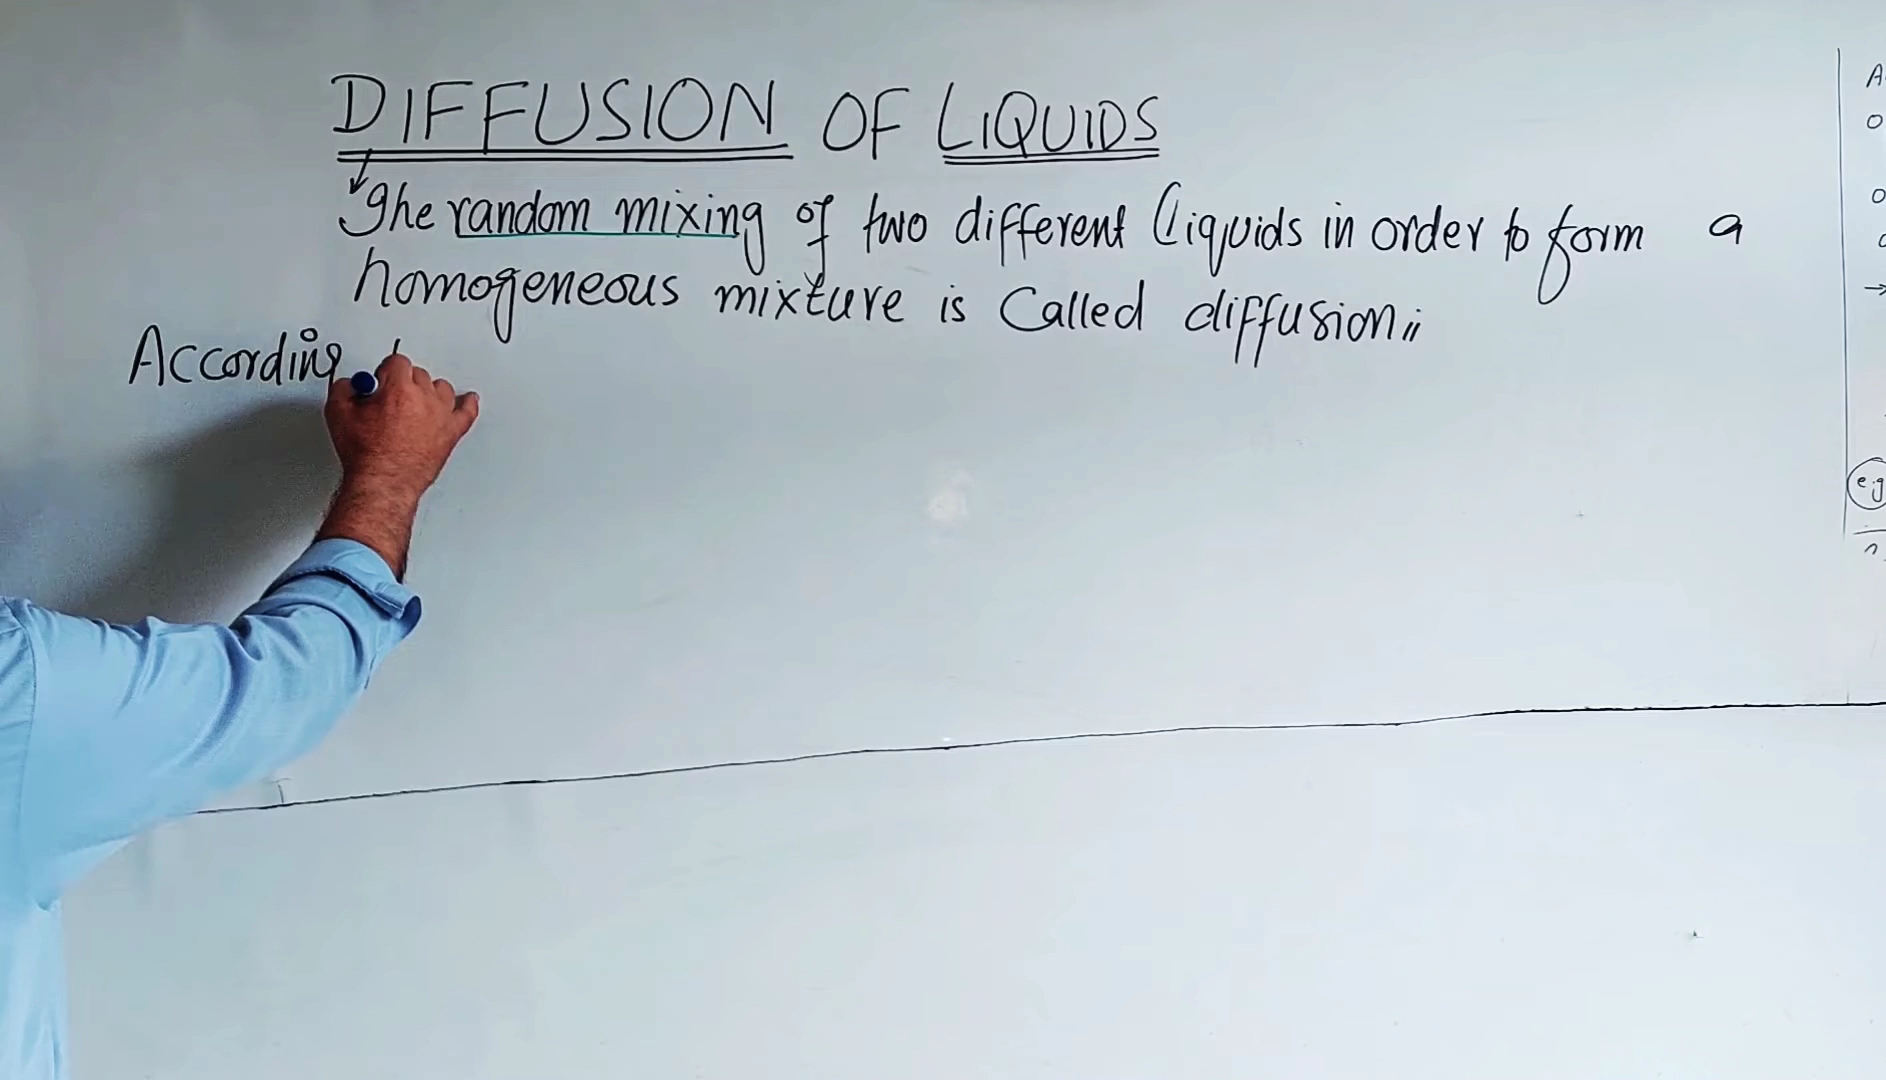 DIFFUSION OF LIQUIDS
The random mixing of two different liquids in order to form a
homogeneous mixture is called diffusion
According
e.g